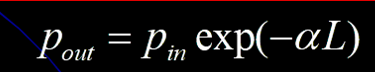 p_out = p_in exp(−αL)